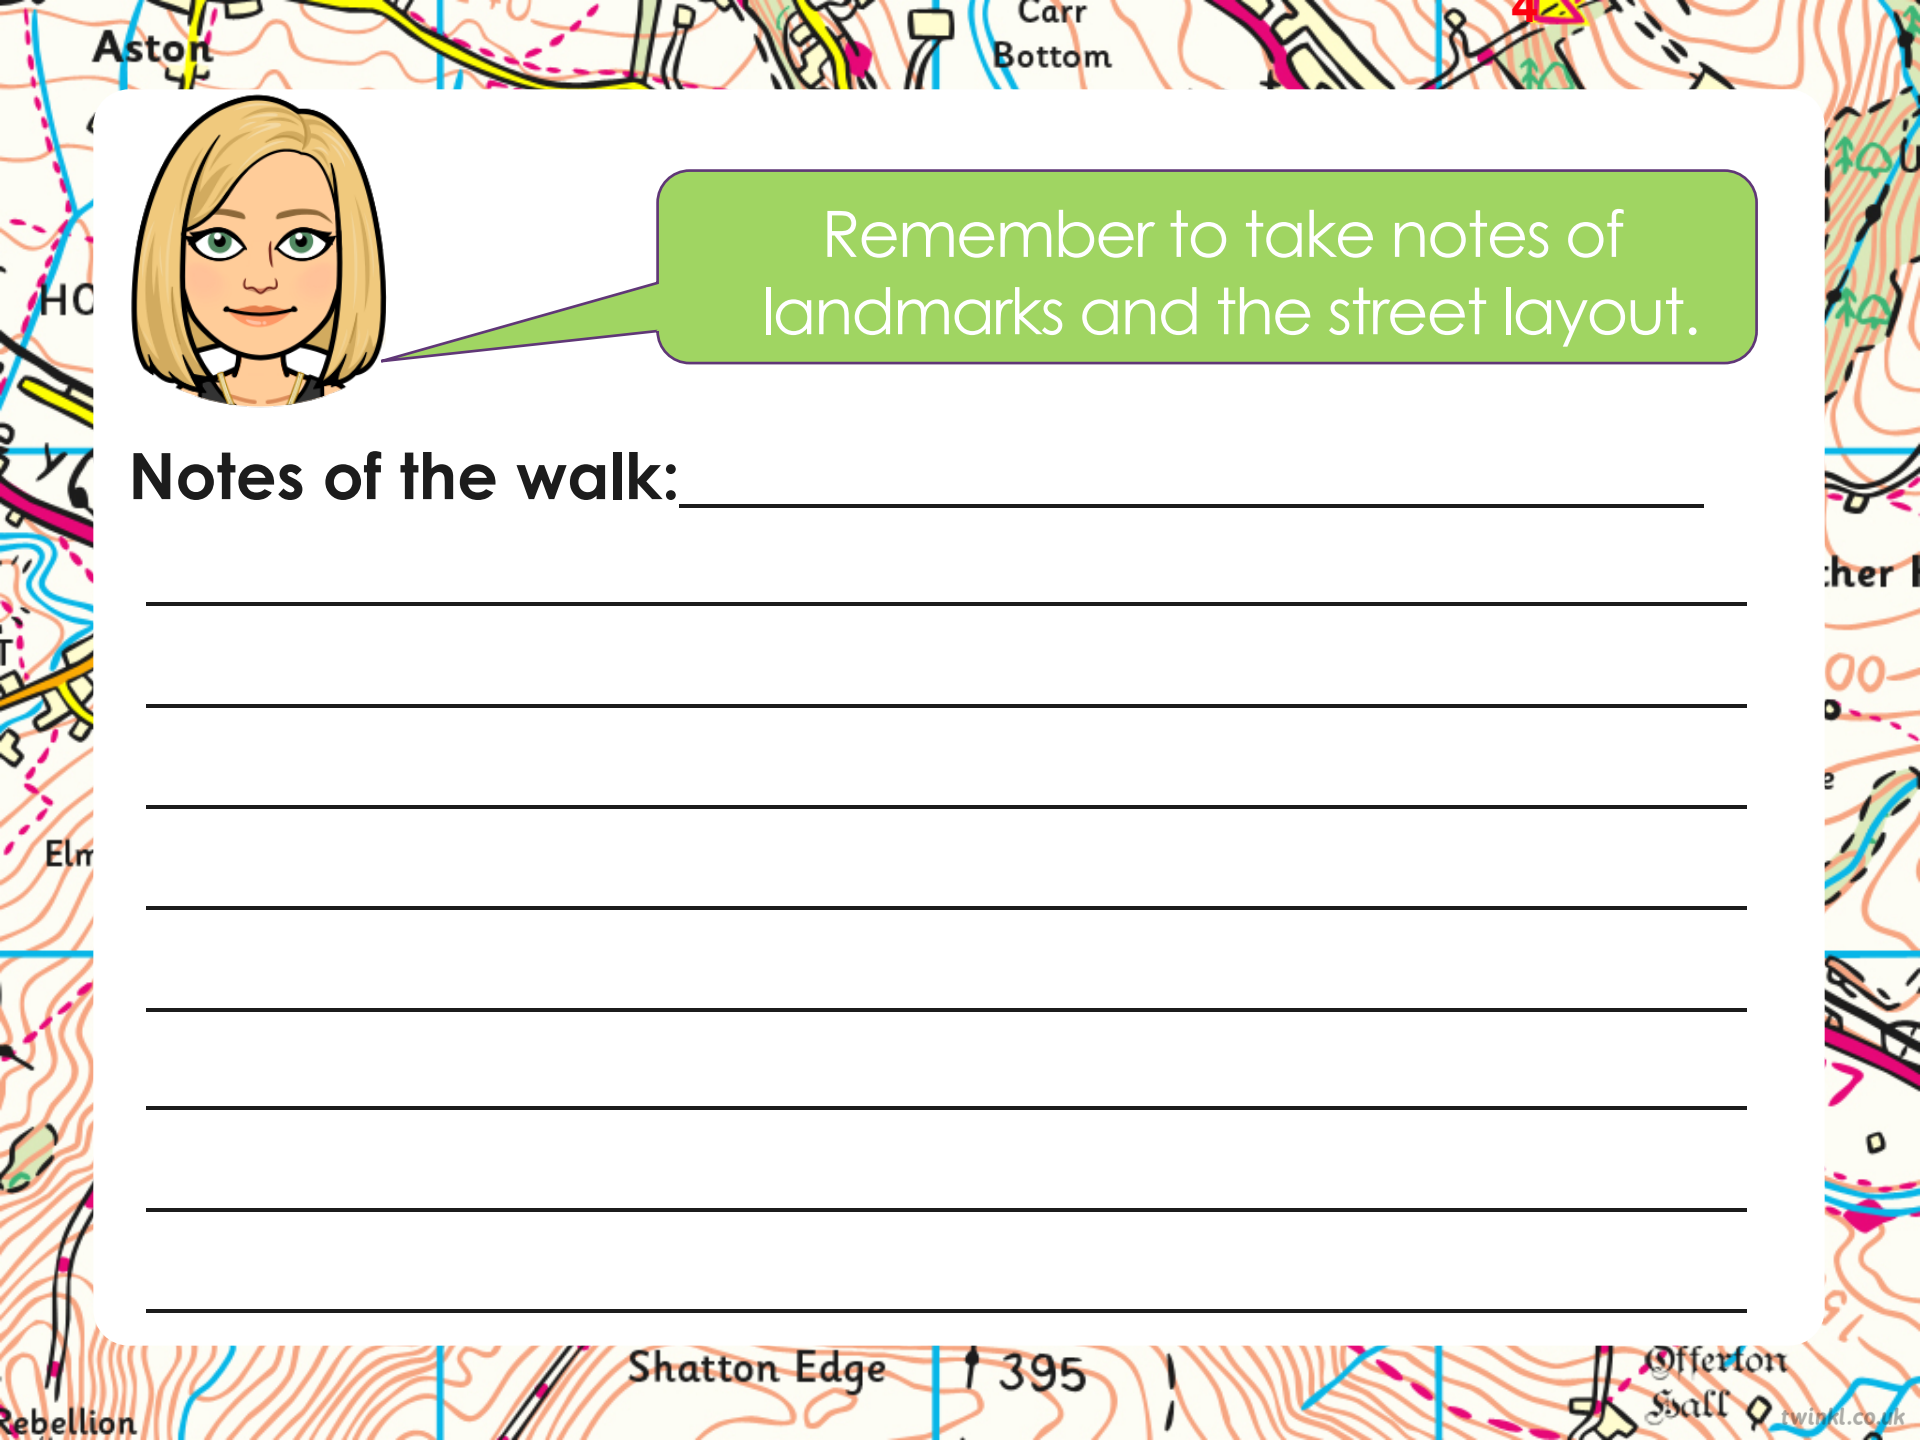 Carr
Bottom
4
Aston
Remember to take notes of
landmarks and the street layout.
Notes of the walk:
Shatton Edge
395
Offerton
Hall
Rebellion
twinkl.co.uk